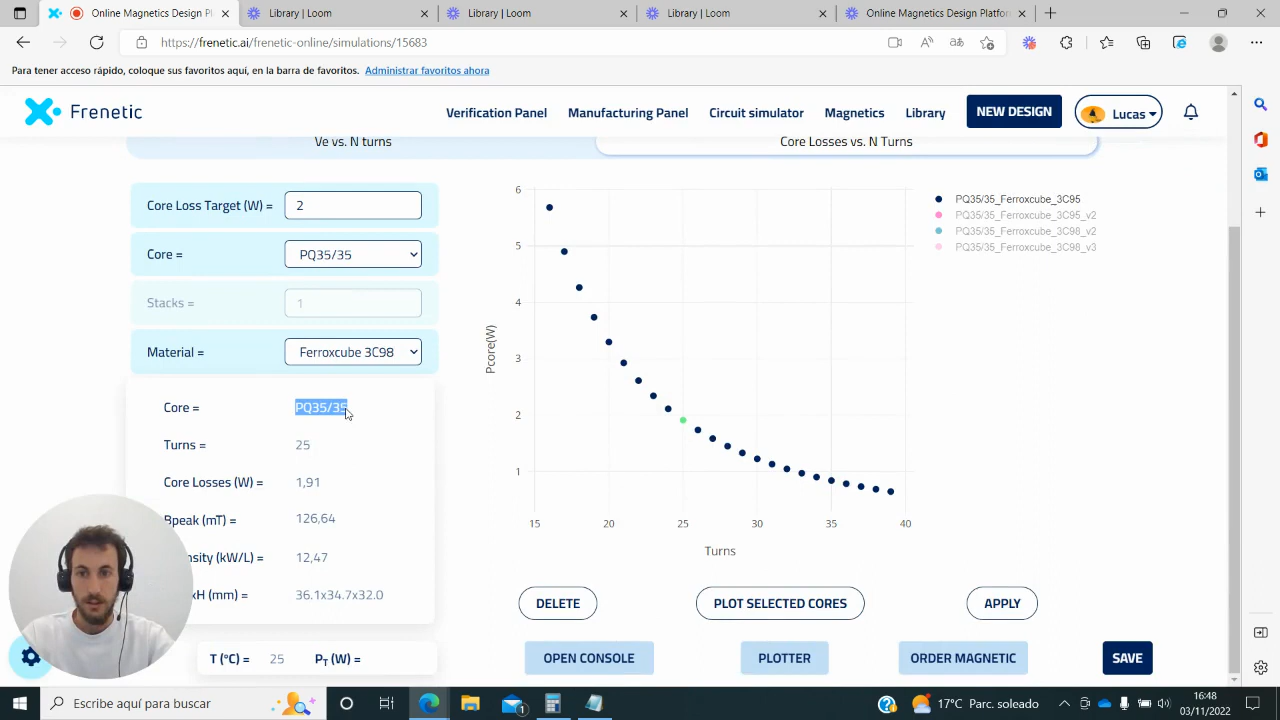 Online Magnetics Design P
Library | Loom
Library | Loom
Library | Loom
Online Magnetics Design Platfor
https://frenetic.ai/frenetic-online/simulations/15683
Para tener acceso rápido, coloque sus favoritos aquí, en la barra de favoritos. Administrar favoritos ahora
Frenetic
Verification Panel
Manufacturing Panel
Circuit simulator
Magnetics
Library
NEW DESIGN
Lucas
Ve vs. N turns
Core Losses vs. N Turns
Core Loss Target (W) = 2
Core = PQ35/35
Stacks = 1
Material = Ferroxcube 3C98
Core = PQ35/35
Turns = 25
Core Losses (W) = 1,91
Bpeak (mT) = 126,64
nsity (kW/L) = 12,47
xH (mm) = 36.1x34.7x32.0
T (°C) = 25 PT (W) =
Pcore(W)
6
5
4
3
2
1
15 20 25 30 35 40
Turns
PQ35/35_Ferroxcube_3C95
PQ35/35_Ferroxcube_3C95_v2
PQ35/35_Ferroxcube_3C98_v2
PQ35/35_Ferroxcube_3C98_v3
DELETE
PLOT SELECTED CORES
APPLY
OPEN CONSOLE
PLOTTER
ORDER MAGNETIC
SAVE
Escribe aquí para buscar
1
17°C Parc. soleado
16:48
03/11/2022